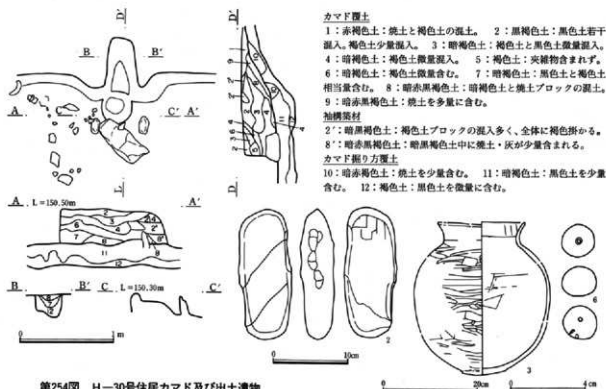 カマド覆土
1：赤褐色土：焼土と褐色土の混土。 2：黒褐色土：黒色土若干
混入。褐色土少量混入。 3：暗褐色土：褐色土と黒色土微量混入。
4：暗褐色土：褐色土微量混入。 5：褐色土：夾雑物含まれず。
6：暗褐色土：褐色土微量含む。 7：暗褐色土：黒色土と褐色土
相当量含む。 8：暗赤黒褐色土：暗褐色土と焼土ブロックの混土。
9：暗赤褐色土：焼土を多量に含む。
袖構築材
2'：暗黒褐色土：褐色土ブロックの混入多く、全体に褐色掛かる。
8'：暗赤黒褐色土：暗黒褐色土中に焼土・灰が少量含まれる。
カマド掘り方覆土
10：暗赤褐色土：焼土を少量含む。 11：暗褐色土：黒色土を少量
含む。 12：褐色土：黒色土を微量に含む。
D'
D'
B
B'
A
C'
A'
D
A
L=150.50m
A'
B
B'
C
L=150.30m
C'
0
1m
0
10cm
2
0
20cm
3
6
0
4cm
第254図 H-30号住居カマド及び出土遺物